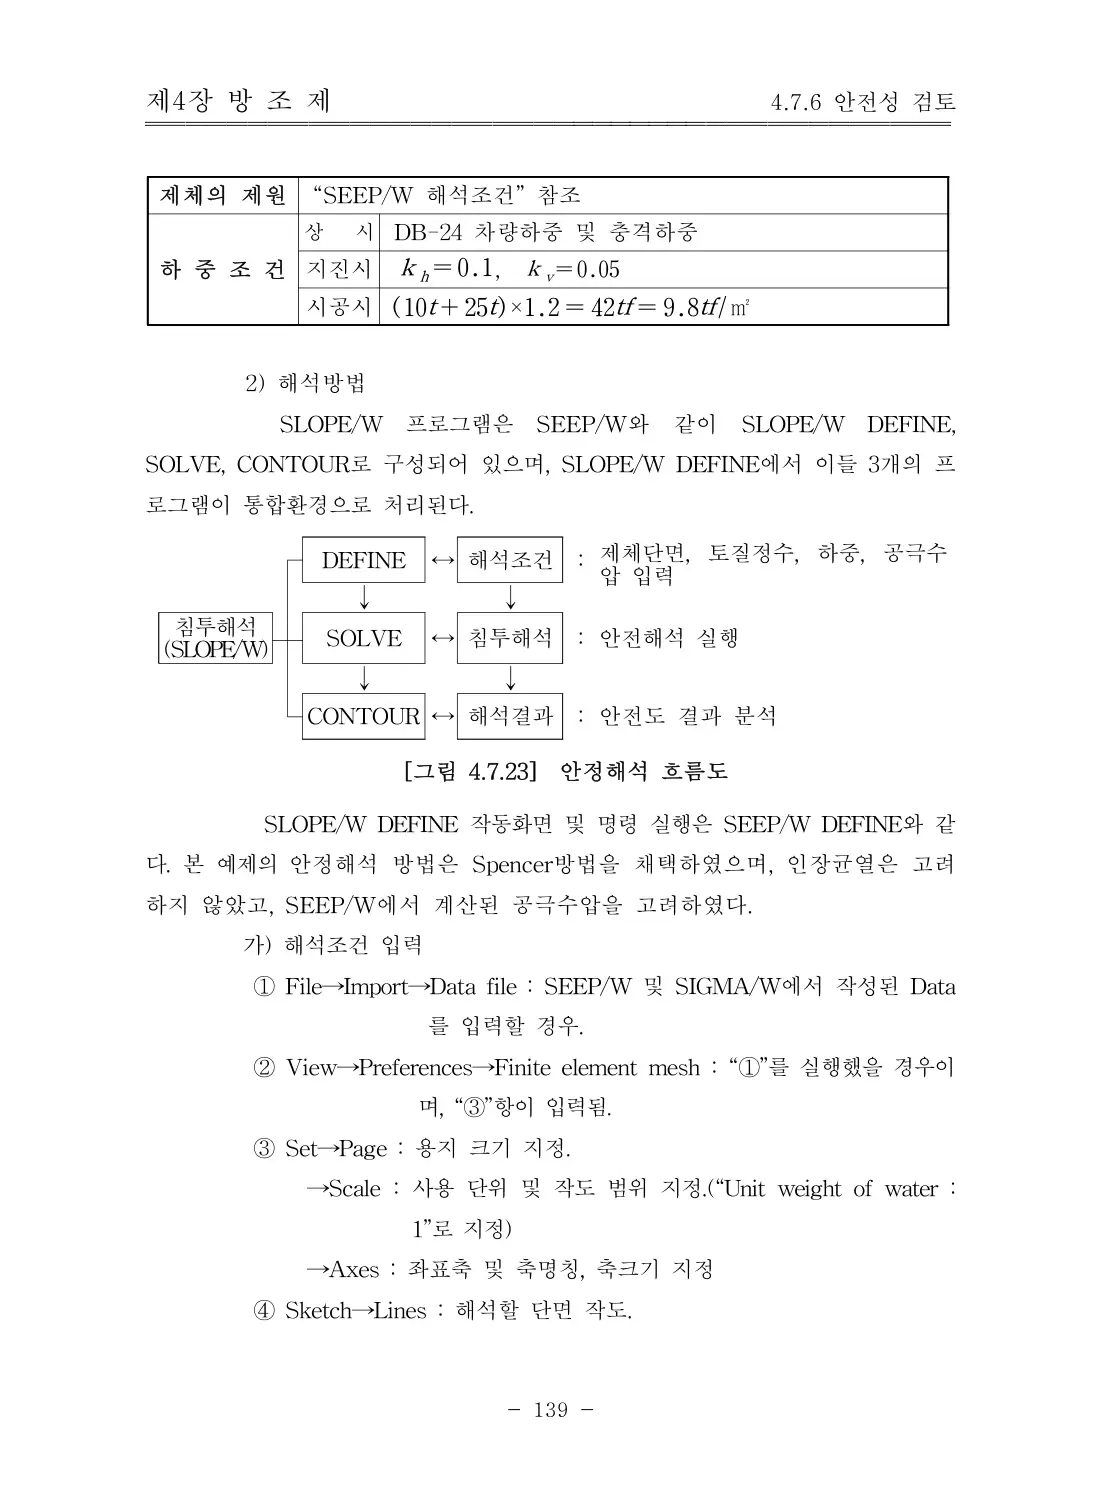 제4장 방 조 제 4.7.6 안전성 검토
제체의 제원 “SEEP/W 해석조건” 참조
하 중 조 건 상 시 DB-24 차량하중 및 충격하중
지진시 k h = 0.1, k v = 0.05
시공시 (10t + 25t) × 1.2 = 42tf = 9.8tf/㎡
2) 해석방법
SLOPE/W 프로그램은 SEEP/W와 같이 SLOPE/W DEFINE,
SOLVE, CONTOUR로 구성되어 있으며, SLOPE/W DEFINE에서 이들 3개의 프
로그램이 통합환경으로 처리된다.
DEFINE ↔ 해석조건 : 제체단면, 토질정수, 하중, 공극수
압 입력
↓ ↓
침투해석
(SLOPE/W)
SOLVE ↔ 침투해석 : 안전해석 실행
↓ ↓
CONTOUR ↔ 해석결과 : 안전도 결과 분석
[그림 4.7.23] 안정해석 흐름도
SLOPE/W DEFINE 작동화면 및 명령 실행은 SEEP/W DEFINE와 같
다. 본 예제의 안정해석 방법은 Spencer방법을 채택하였으며, 인장균열은 고려
하지 않았고, SEEP/W에서 계산된 공극수압을 고려하였다.
가) 해석조건 입력
① File→Import→Data file : SEEP/W 및 SIGMA/W에서 작성된 Data
를 입력할 경우.
② View→Preferences→Finite element mesh : “①”를 실행했을 경우이
며, “③”항이 입력됨.
③ Set→Page : 용지 크기 지정.
→Scale : 사용 단위 및 작도 범위 지정.(“Unit weight of water :
1”로 지정)
→Axes : 좌표축 및 축명칭, 축크기 지정
④ Sketch→Lines : 해석할 단면 작도.
- 139 -